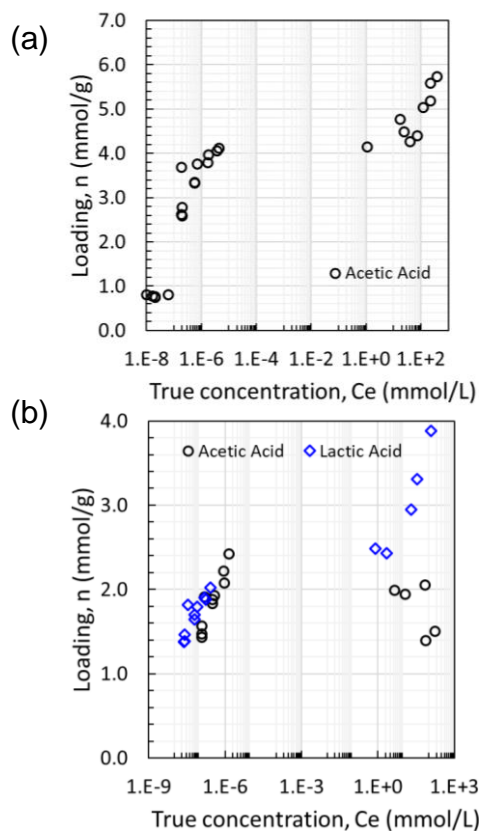 (a)
Loading, n (mmol/g)
7.0
6.0
5.0
4.0
3.0
2.0
1.0
0.0
Acetic Acid
1.E-8 1.E-6 1.E-4 1.E-2 1.E+0 1.E+2
True concentration, Ce (mmol/L)
(b)
Loading, n (mmol/g)
4.0
3.0
2.0
1.0
0.0
Acetic Acid Lactic Acid
1.E-9 1.E-6 1.E-3 1.E+0 1.E+3
True concentration, Ce (mmol/L)